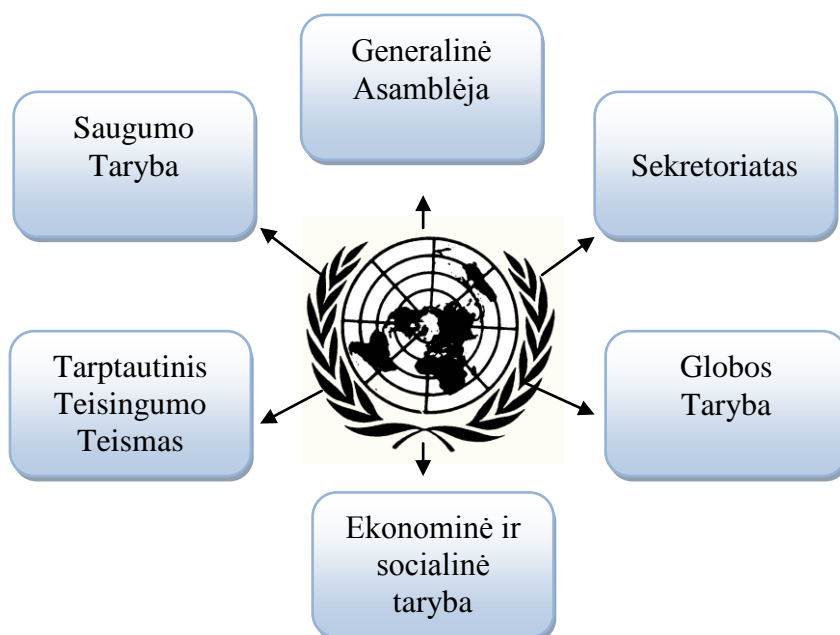 Generalinė
Asamblėja
Saugumo
Taryba
Sekretoriatas
Tarptautinis
Teisingumo
Teismas
Globos
Taryba
Ekonominė ir
socialinė
taryba